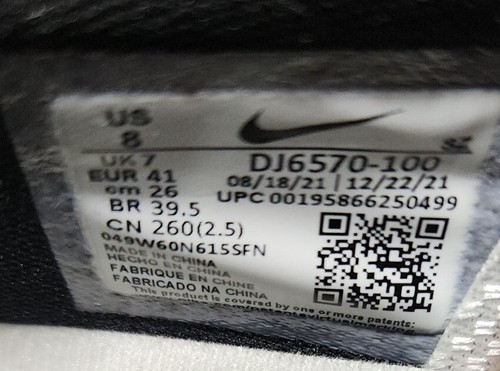 US
8
UK 7
EUR 41
cm 26
BR 39.5
CN 260(2.5)
049W60N615SFN
MADE IN CHINA
HECHO EN CHINA
FABRIQUE EN CHINE
FABRICADO NA CHINA
DJ6570-100
08/18/21 | 12/22/21
UPC 00195866250499
This product is covered by one or more patents: